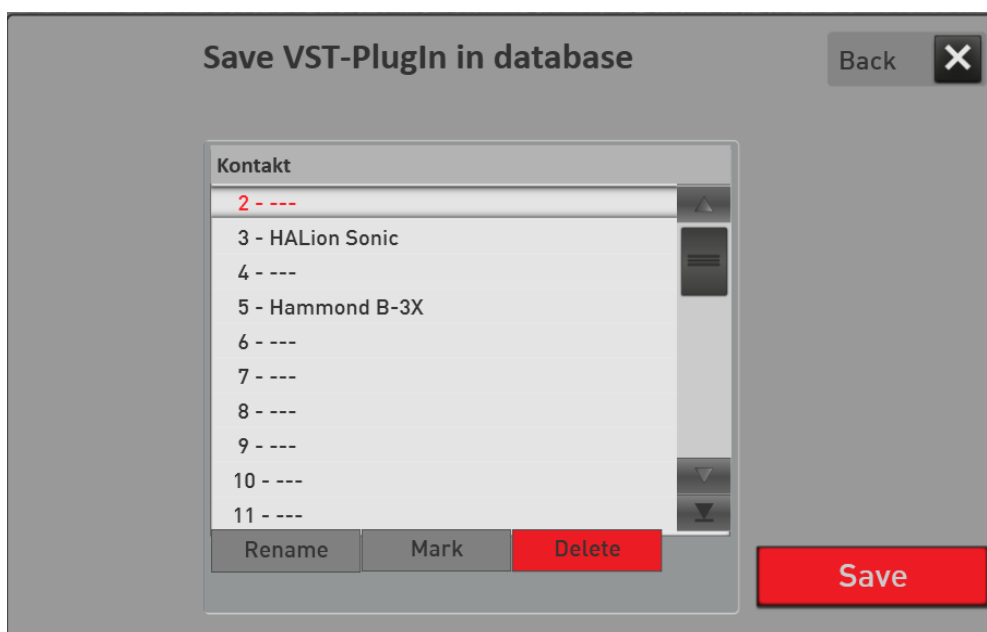 Save VST-PlugIn in database
Back
Kontakt
2 - ---
3 - HALion Sonic
4 - ---
5 - Hammond B-3X
6 - ---
7 - ---
8 - ---
9 - ---
10 - ---
11 - ---
Rename Mark Delete
Save